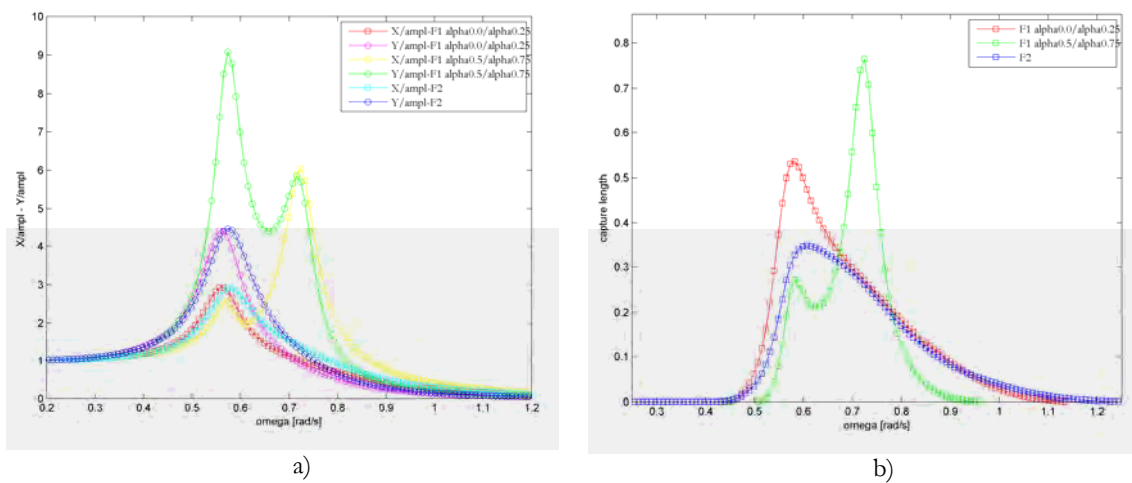 10
9
8
7
6
5
4
3
2
1
0
X/ampl - Y/ampl
0.2 0.3 0.4 0.5 0.6 0.7 0.8 0.9 1 1.1 1.2
omega [rad/s]
X/ampl-F1 alpha0.0/alpha0.25
Y/ampl-F1 alpha0.0/alpha0.25
X/ampl-F1 alpha0.5/alpha0.75
Y/ampl-F1 alpha0.5/alpha0.75
X/ampl-F2
Y/ampl-F2
a)
0.8
0.7
0.6
0.5
0.4
0.3
0.2
0.1
0
capture length
0.3 0.4 0.5 0.6 0.7 0.8 0.9 1 1.1 1.2
omega [rad/s]
F1 alpha0.0/alpha0.25
F1 alpha0.5/alpha0.75
F2
b)